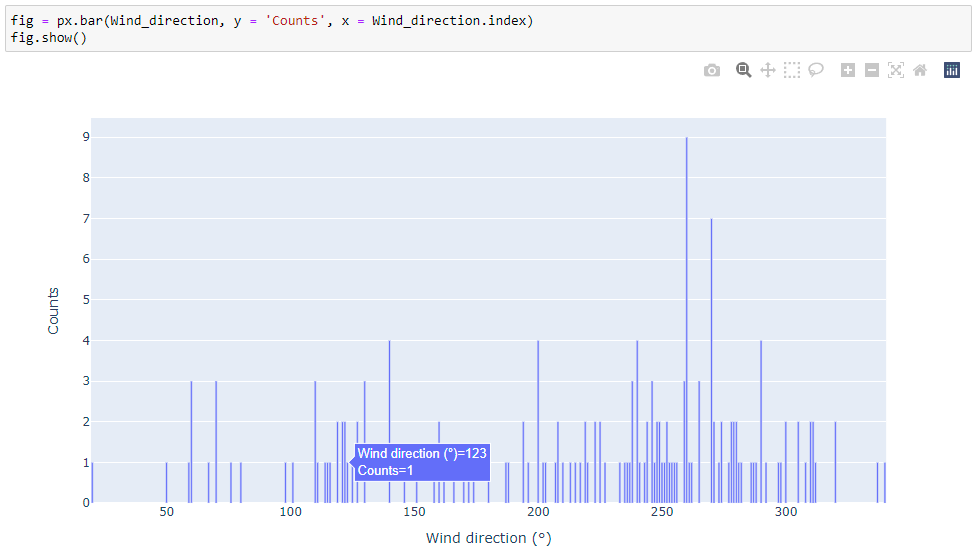 fig = px.bar(Wind_direction, y = 'Counts', x = Wind_direction.index)
fig.show()
9
8
7
6
5
4
3
2
1
0
Counts
Wind direction (°)=123
Counts=1
50
100
150
200
250
300
Wind direction (°)